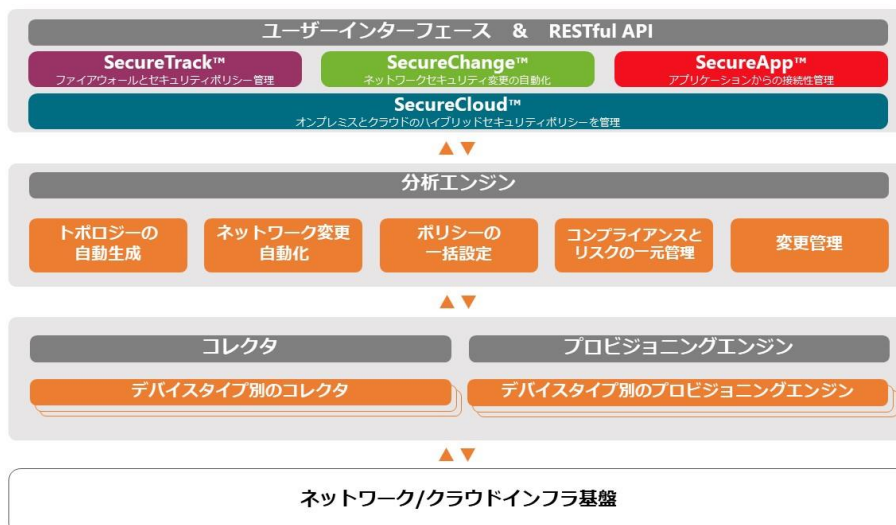 ユーザーインターフェース & RESTful API
SecureTrack™
ファイアウォールとセキュリティポリシー管理
SecureChange™
ネットワークセキュリティ変更の自動化
SecureApp™
アプリケーションからの接続性管理
SecureCloud™
オンプレミスとクラウドのハイブリッドセキュリティポリシーを管理
分析エンジン
トポロジーの
自動生成
ネットワーク変更
自動化
ポリシーの
一括設定
コンプライアンスと
リスクの一元管理
変更管理
コレクタ
プロビジョニングエンジン
デバイスタイプ別のコレクタ
デバイスタイプ別のプロビジョニングエンジン
ネットワーク/クラウドインフラ基盤